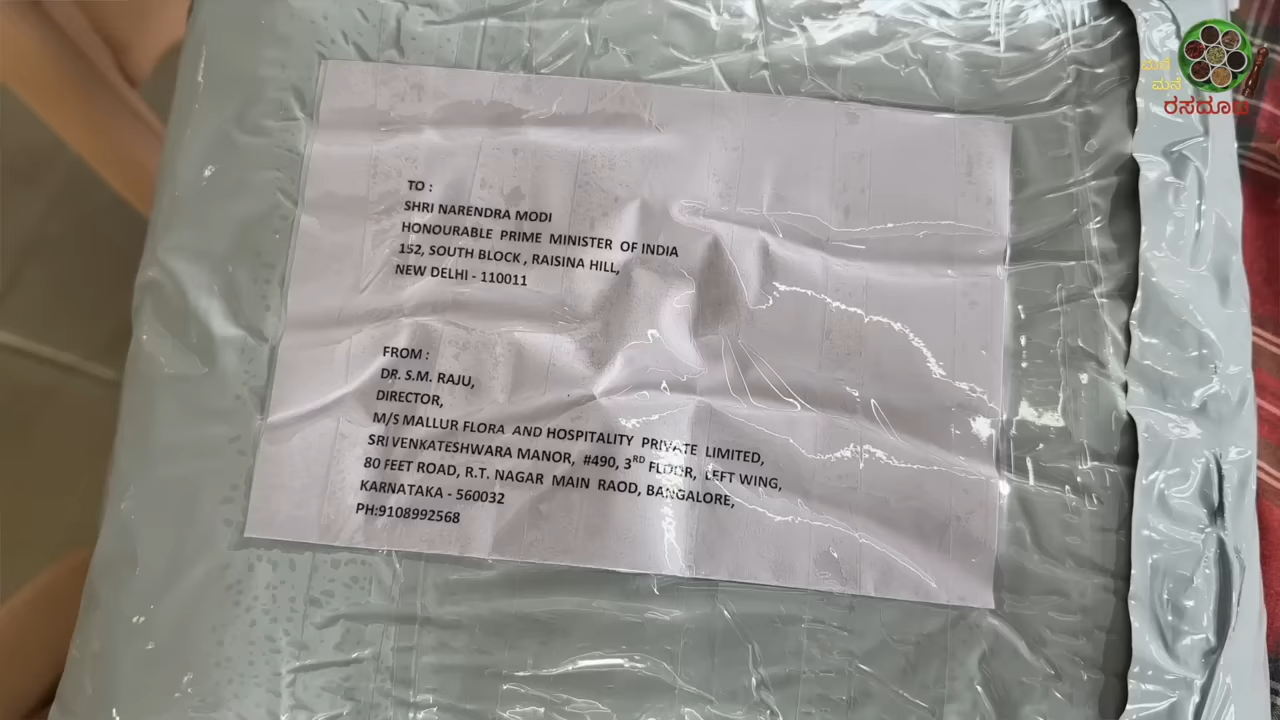 ಮನೆ
ಮನೆ
ರಸದೂಟ
TO :
SHRI NARENDRA MODI
HONOURABLE PRIME MINISTER OF INDIA
152, SOUTH BLOCK , RAISINA HILL,
NEW DELHI - 110011
FROM :
DR. S.M. RAJU,
DIRECTOR,
M/S MALLUR FLORA AND HOSPITALITY PRIVATE LIMITED,
SRI VENKATESHWARA MANOR, #490, 3RD FLOOR, LEFT WING,
80 FEET ROAD, R.T. NAGAR MAIN RAOD, BANGALORE,
KARNATAKA - 560032
PH:9108992568